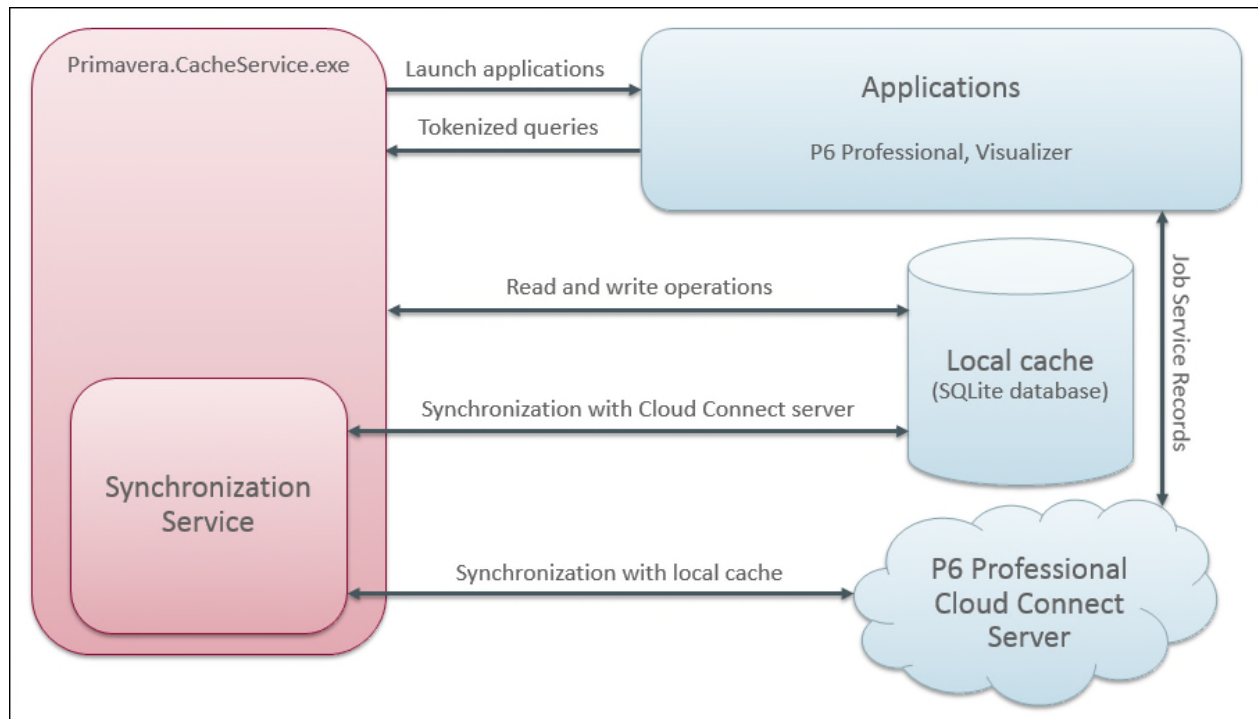 Primavera.CacheService.exe
Launch applications
Tokenized queries
Applications
P6 Professional, Visualizer
Read and write operations
Local cache
(SQLite database)
Job Service Records
Synchronization with Cloud Connect server
Synchronization
Service
Synchronization with local cache
P6 Professional
Cloud Connect
Server